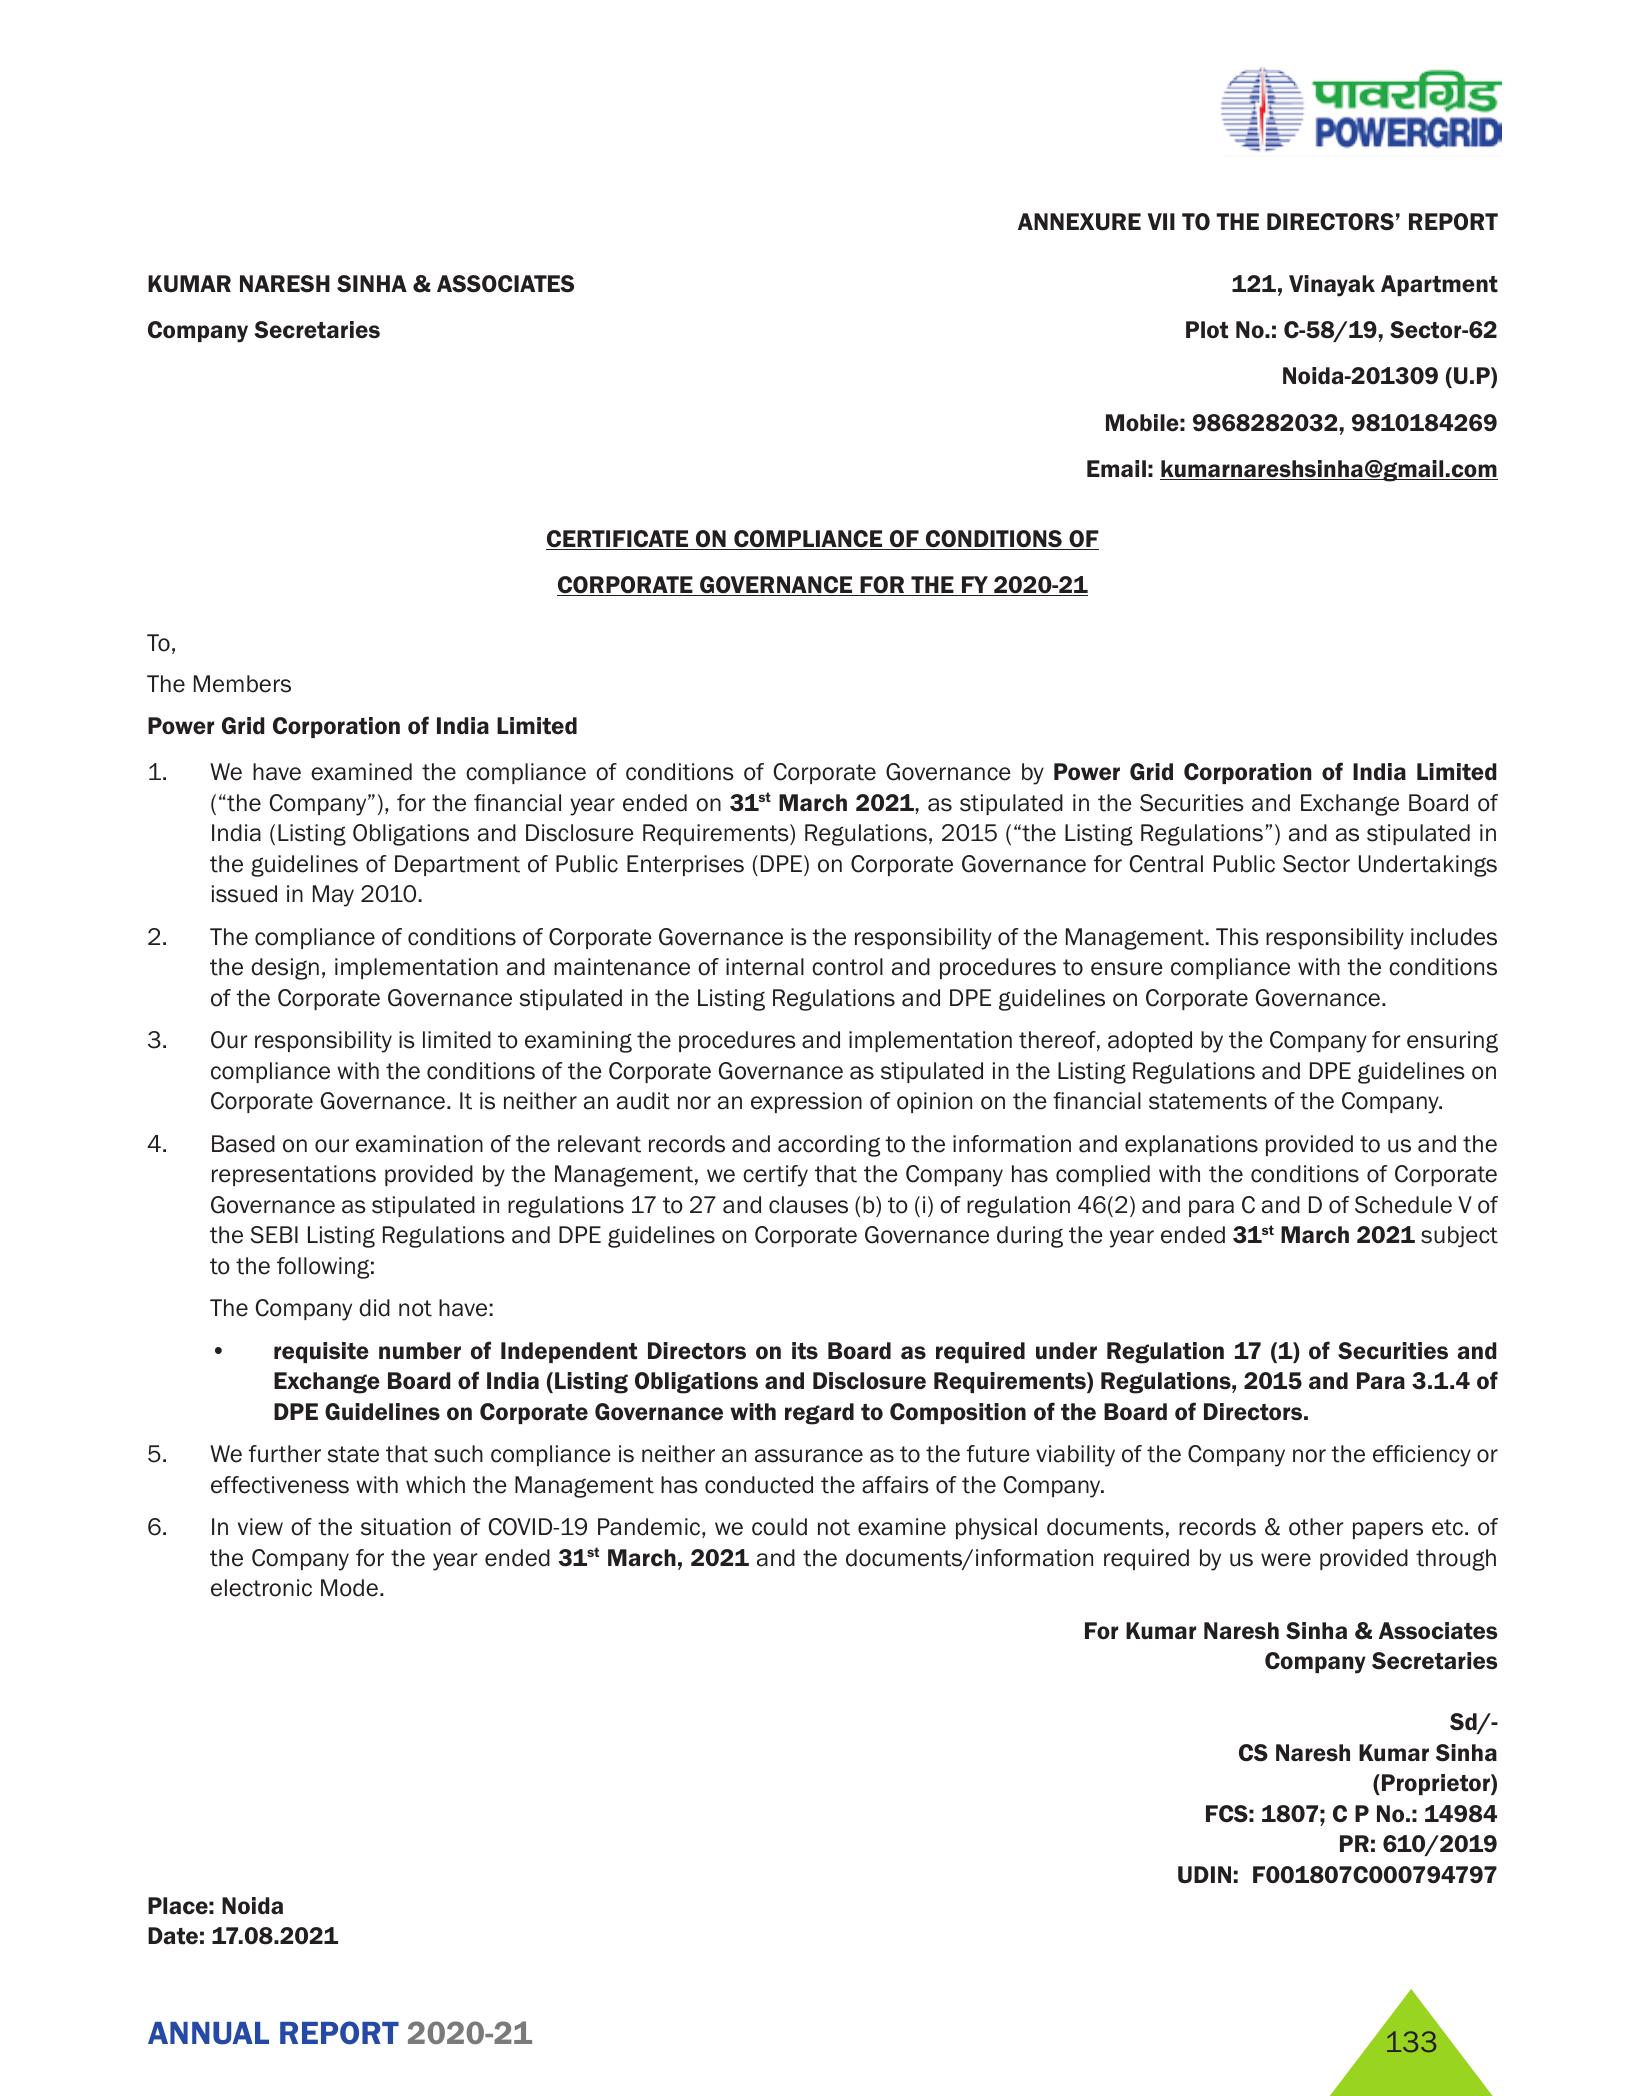 पावरग्रिड
POWERGRID
ANNEXURE VII TO THE DIRECTORS’ REPORT
KUMAR NARESH SINHA & ASSOCIATES
121, Vinayak Apartment
Company Secretaries
Plot No.: C-58/19, Sector-62
Noida-201309 (U.P)
Mobile: 9868282032, 9810184269
Email: kumarnareshsinha@gmail.com
CERTIFICATE ON COMPLIANCE OF CONDITIONS OF
CORPORATE GOVERNANCE FOR THE FY 2020-21
To,
The Members
Power Grid Corporation of India Limited
1. We have examined the compliance of conditions of Corporate Governance by Power Grid Corporation of India Limited
(“the Company”), for the financial year ended on 31st March 2021, as stipulated in the Securities and Exchange Board of
India (Listing Obligations and Disclosure Requirements) Regulations, 2015 (“the Listing Regulations”) and as stipulated in
the guidelines of Department of Public Enterprises (DPE) on Corporate Governance for Central Public Sector Undertakings
issued in May 2010.
2. The compliance of conditions of Corporate Governance is the responsibility of the Management. This responsibility includes
the design, implementation and maintenance of internal control and procedures to ensure compliance with the conditions
of the Corporate Governance stipulated in the Listing Regulations and DPE guidelines on Corporate Governance.
3. Our responsibility is limited to examining the procedures and implementation thereof, adopted by the Company for ensuring
compliance with the conditions of the Corporate Governance as stipulated in the Listing Regulations and DPE guidelines on
Corporate Governance. It is neither an audit nor an expression of opinion on the financial statements of the Company.
4. Based on our examination of the relevant records and according to the information and explanations provided to us and the
representations provided by the Management, we certify that the Company has complied with the conditions of Corporate
Governance as stipulated in regulations 17 to 27 and clauses (b) to (i) of regulation 46(2) and para C and D of Schedule V of
the SEBI Listing Regulations and DPE guidelines on Corporate Governance during the year ended 31st March 2021 subject
to the following:
The Company did not have:
• requisite number of Independent Directors on its Board as required under Regulation 17 (1) of Securities and
Exchange Board of India (Listing Obligations and Disclosure Requirements) Regulations, 2015 and Para 3.1.4 of
DPE Guidelines on Corporate Governance with regard to Composition of the Board of Directors.
5. We further state that such compliance is neither an assurance as to the future viability of the Company nor the efficiency or
effectiveness with which the Management has conducted the affairs of the Company.
6. In view of the situation of COVID-19 Pandemic, we could not examine physical documents, records & other papers etc. of
the Company for the year ended 31st March, 2021 and the documents/information required by us were provided through
electronic Mode.
For Kumar Naresh Sinha & Associates
Company Secretaries
Sd/-
CS Naresh Kumar Sinha
(Proprietor)
FCS: 1807; C P No.: 14984
PR: 610/2019
UDIN: F001807C000794797
Place: Noida
Date: 17.08.2021
ANNUAL REPORT 2020-21
133